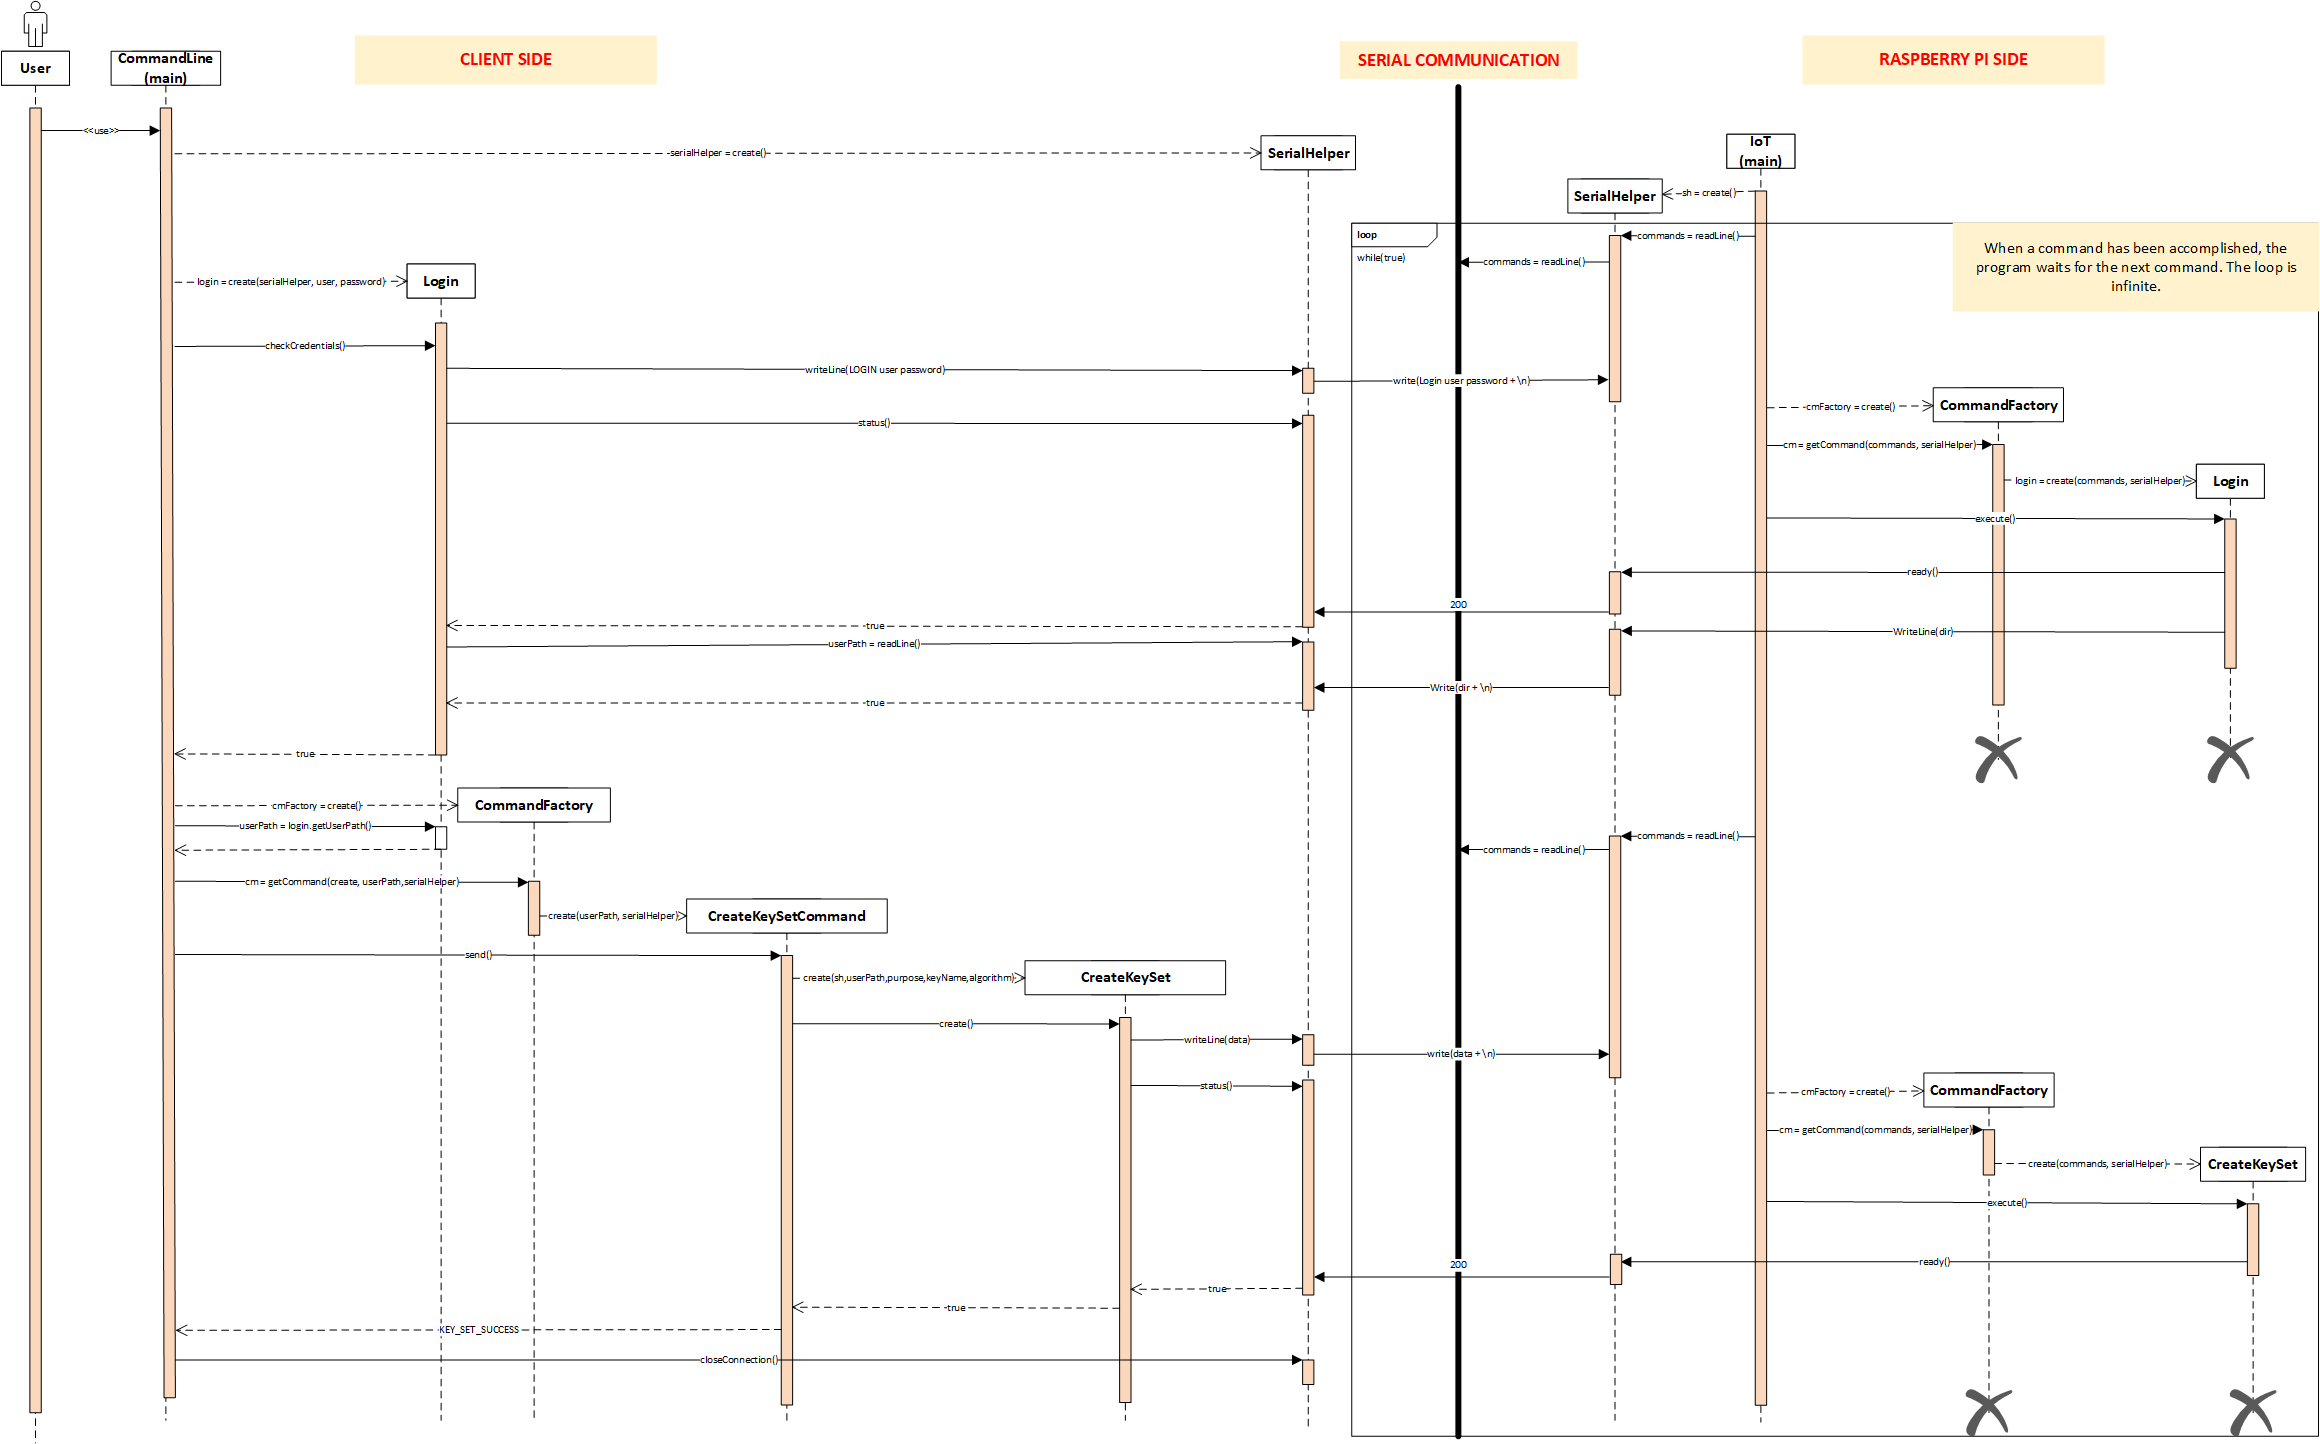 User
CommandLine
(main)
CLIENT SIDE
SERIAL COMMUNICATION
RASPBERRY PI SIDE
<<use>>
serialHelper = create()
SerialHelper
IoT
(main)
SerialHelper
sh = create()
loop
while(true)
commands = readLine()
commands = readLine()
When a command has been accomplished, the
program waits for the next command. The loop is
infinite.
login = create(serialHelper, user, password)
Login
checkCredentials()
writeLine(LOGIN user password)
write(Login user password + \n)
cmFactory = create()
CommandFactory
status()
cm = getCommand(commands, serialHelper)
login = create(commands, serialHelper)
Login
execute()
ready()
200
true
WriteLine(dir)
userPath = readLine()
Write(dir + \n)
true
true
cmFactory = create()
CommandFactory
userPath = login.getUserPath()
commands = readLine()
commands = readLine()
cm = getCommand(create, userPath,serialHelper)
create(userPath, serialHelper)
CreateKeySetCommand
send()
create(sh,userPath,purpose,keyName,algorithm)
CreateKeySet
create()
writeLine(data)
write(data + \n)
status()
cmFactory = create()
CommandFactory
cm = getCommand(commands, serialHelper)
create(commands, serialHelper)
CreateKeySet
execute()
ready()
200
true
true
KEY_SET_SUCCESS
closeConnection()